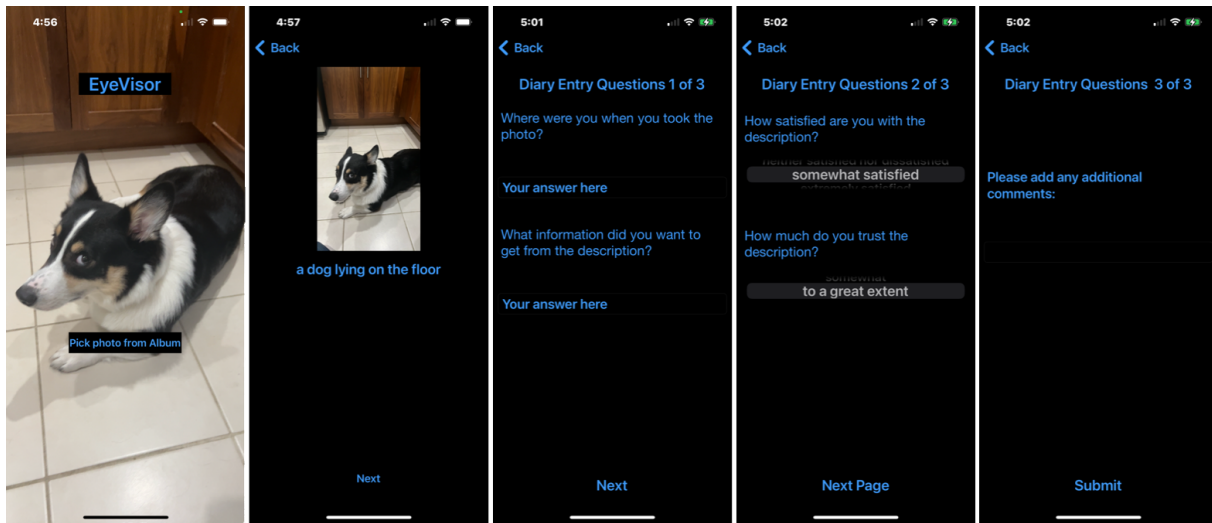 4:56
EyeVisor
Pick photo from Album
4:57
Back
a dog lying on the floor
Next
5:01
Back
Diary Entry Questions 1 of 3
Where were you when you took the
photo?
Your answer here
What information did you want to
get from the description?
Your answer here
Next
5:02
Back
Diary Entry Questions 2 of 3
How satisfied are you with the
description?
neither satisfied nor dissatisfied
somewhat satisfied
extremely satisfied
How much do you trust the
description?
somewhat
to a great extent
Next Page
5:02
Back
Diary Entry Questions 3 of 3
Please add any additional
comments:
Submit